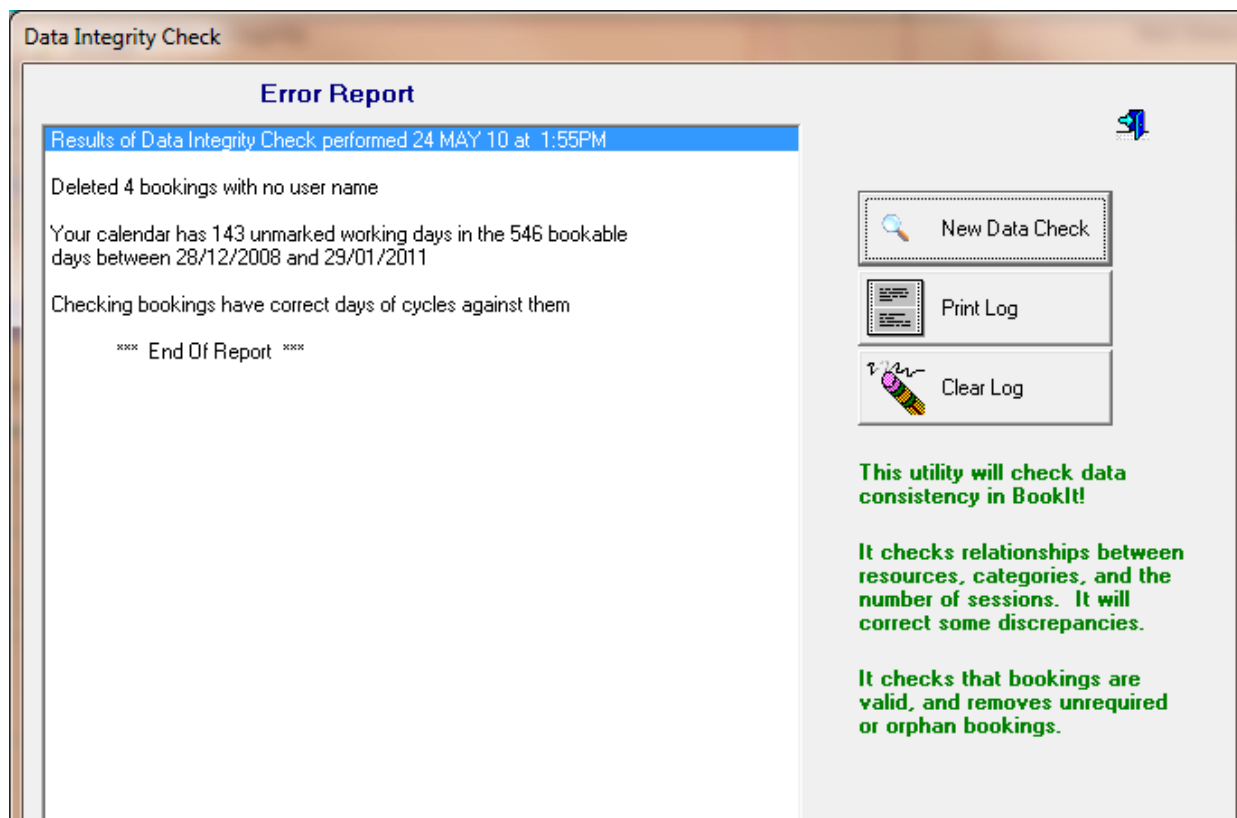 Data Integrity Check
Error Report
Results of Data Integrity Check performed 24 MAY 10 at 1:55PM
Deleted 4 bookings with no user name
Your calendar has 143 unmarked working days in the 546 bookable
days between 28/12/2008 and 29/01/2011
Checking bookings have correct days of cycles against them
*** End Of Report ***
New Data Check
Print Log
Clear Log
This utility will check data
consistency in BookIt!
It checks relationships between
resources, categories, and the
number of sessions. It will
correct some discrepancies.
It checks that bookings are
valid, and removes unrequired
or orphan bookings.